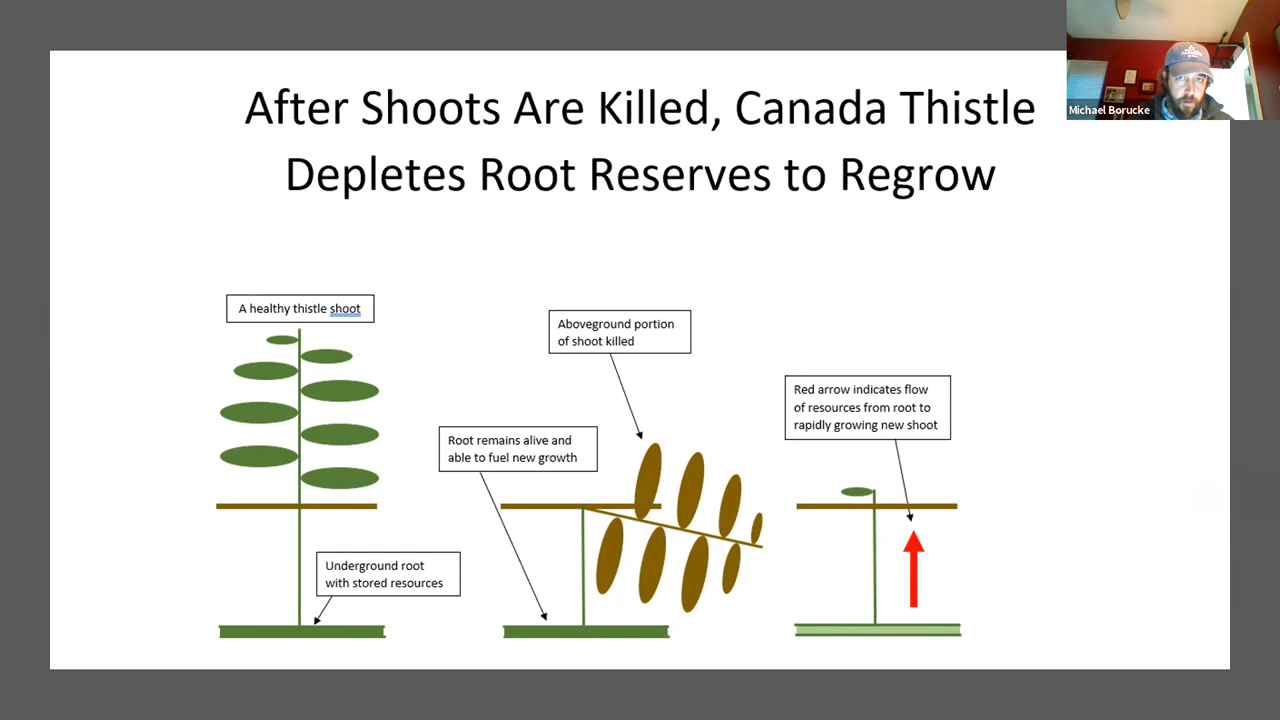 After Shoots Are Killed, Canada Thistle
Depletes Root Reserves to Regrow
Michael Borucke
A healthy thistle shoot
Aboveground portion
of shoot killed
Red arrow indicates flow
of resources from root to
rapidly growing new shoot
Root remains alive and
able to fuel new growth
Underground root
with stored resources